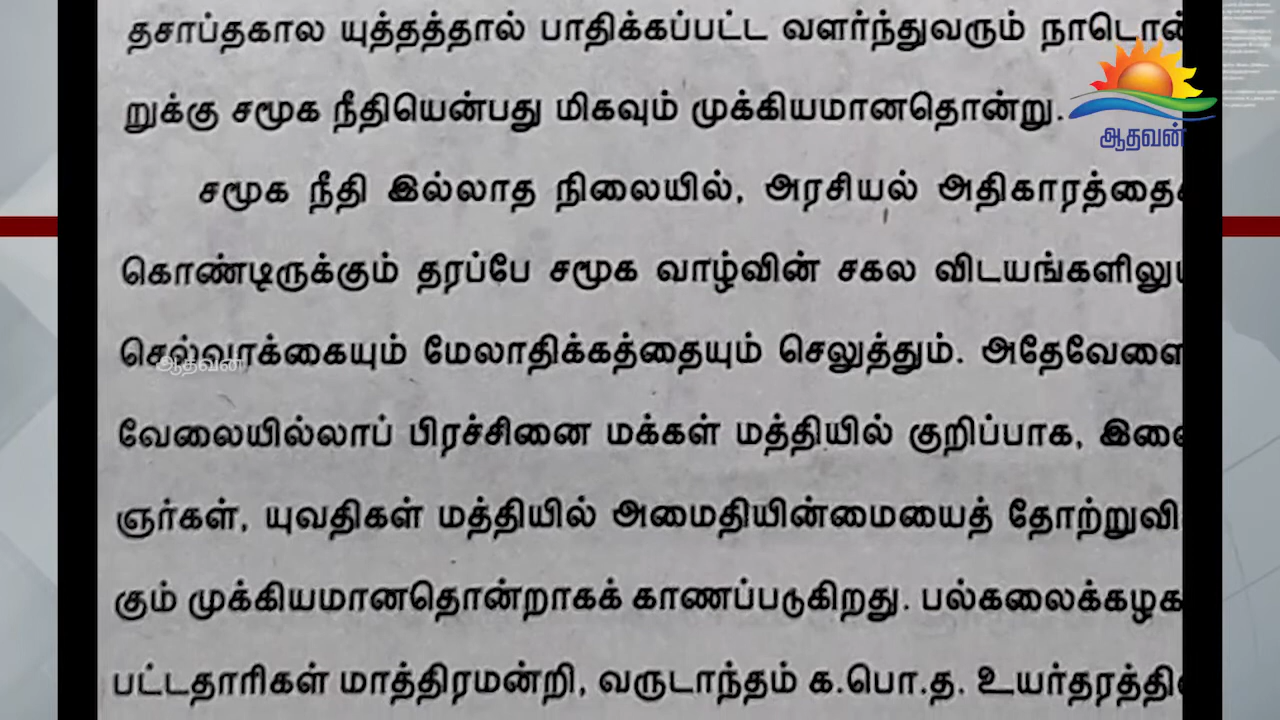 தசாப்தகால யுத்தத்தால் பாதிக்கப்பட்ட வளர்ந்துவரும் நாடொன்
றுக்கு சமூக நீதியென்பது மிகவும் முக்கியமானதொன்று.
ஆதவன்
சமூக நீதி இல்லாத நிலையில், அரசியல் அதிகாரத்தை
கொண்டிருக்கும் தரப்பே சமூக வாழ்வின் சகல விடயங்களிலு
செல்வாக்கையும் மேலாதிக்கத்தையும் செலுத்தும். அதேவேளை
ஆதவன்
வேலையில்லாப் பிரச்சினை மக்கள் மத்தியில் குறிப்பாக,
ஞர்கள், யுவதிகள் மத்தியில் அமைதியின்மையைத் தோற்றுவி
கும் முக்கியமானதொன்றாகக் காணப்படுகிறது. பல்கலைக்கழக
பட்டதாரிகள் மாத்திரமன்றி, வருடாந்தம் க.பொ.த. உயர்தரத்தி